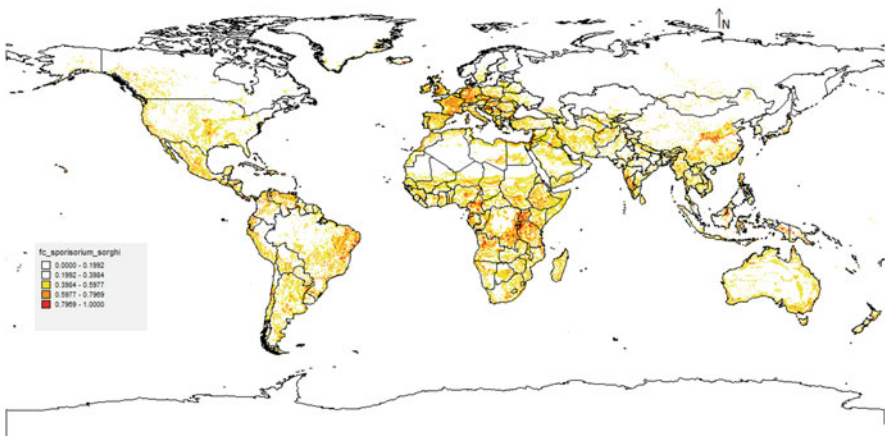 N
fc_sporisorium_sorghi
0.0000 - 0.1992
0.1992 - 0.3984
0.3984 - 0.5977
0.5977 - 0.7969
0.7969 - 1.0000